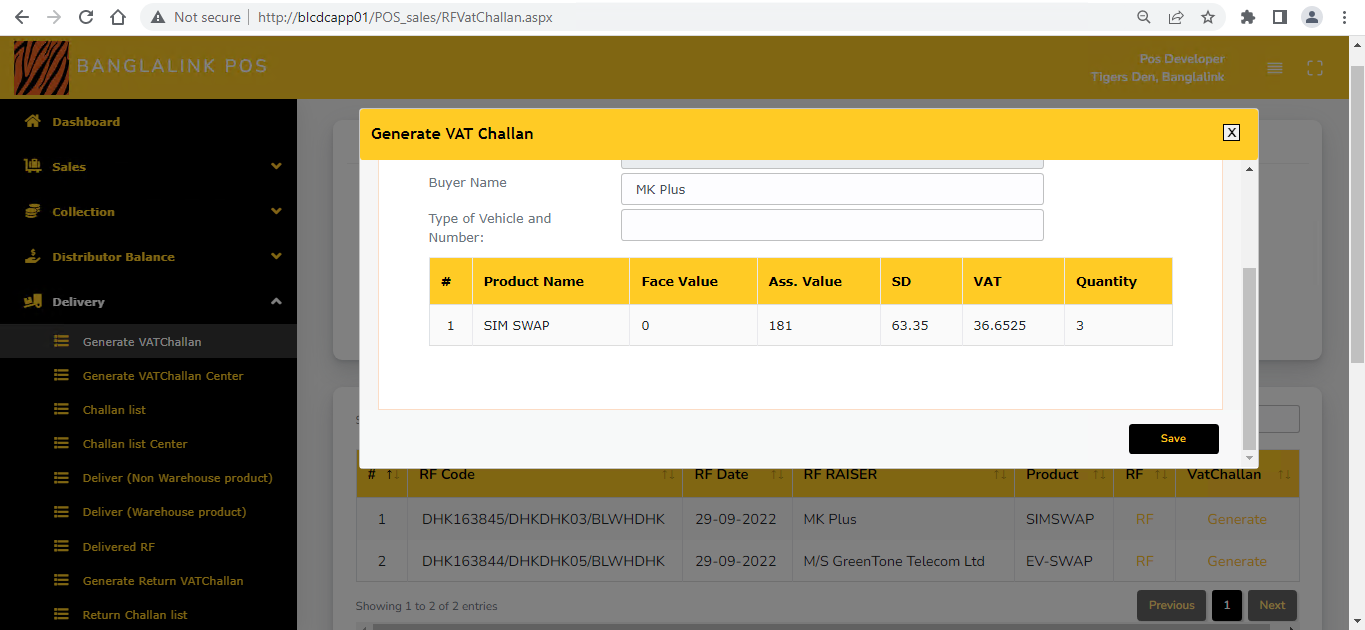 Not secure
http://blcdcapp01/POS_sales/RFVatChallan.aspx
BANGLALINK POS
Pos Developer
Tigers Den, Banglalink
Dashboard
Sales
Collection
Distributor Balance
Delivery
Generate VATChallan
Generate VATChallan Center
Challan list
Challan list Center
Deliver (Non Warehouse product)
Deliver (Warehouse product)
Delivered RF
Generate Return VATChallan
Return Challan list
Generate VAT Challan
X
Buyer Name
MK Plus
Type of Vehicle and
Number:
# Product Name Face Value Ass. Value SD VAT Quantity
1 SIM SWAP 0 181 63.35 36.6525 3
Save
# RF Code RF Date RF RAISER Product RF VatChallan
1 DHK163845/DHKDHK03/BLWHDHK 29-09-2022 MK Plus SIMSWAP RF Generate
2 DHK163844/DHKDHK05/BLWHDHK 29-09-2022 M/S GreenTone Telecom Ltd EV-SWAP RF Generate
Showing 1 to 2 of 2 entries
Previous 1 Next